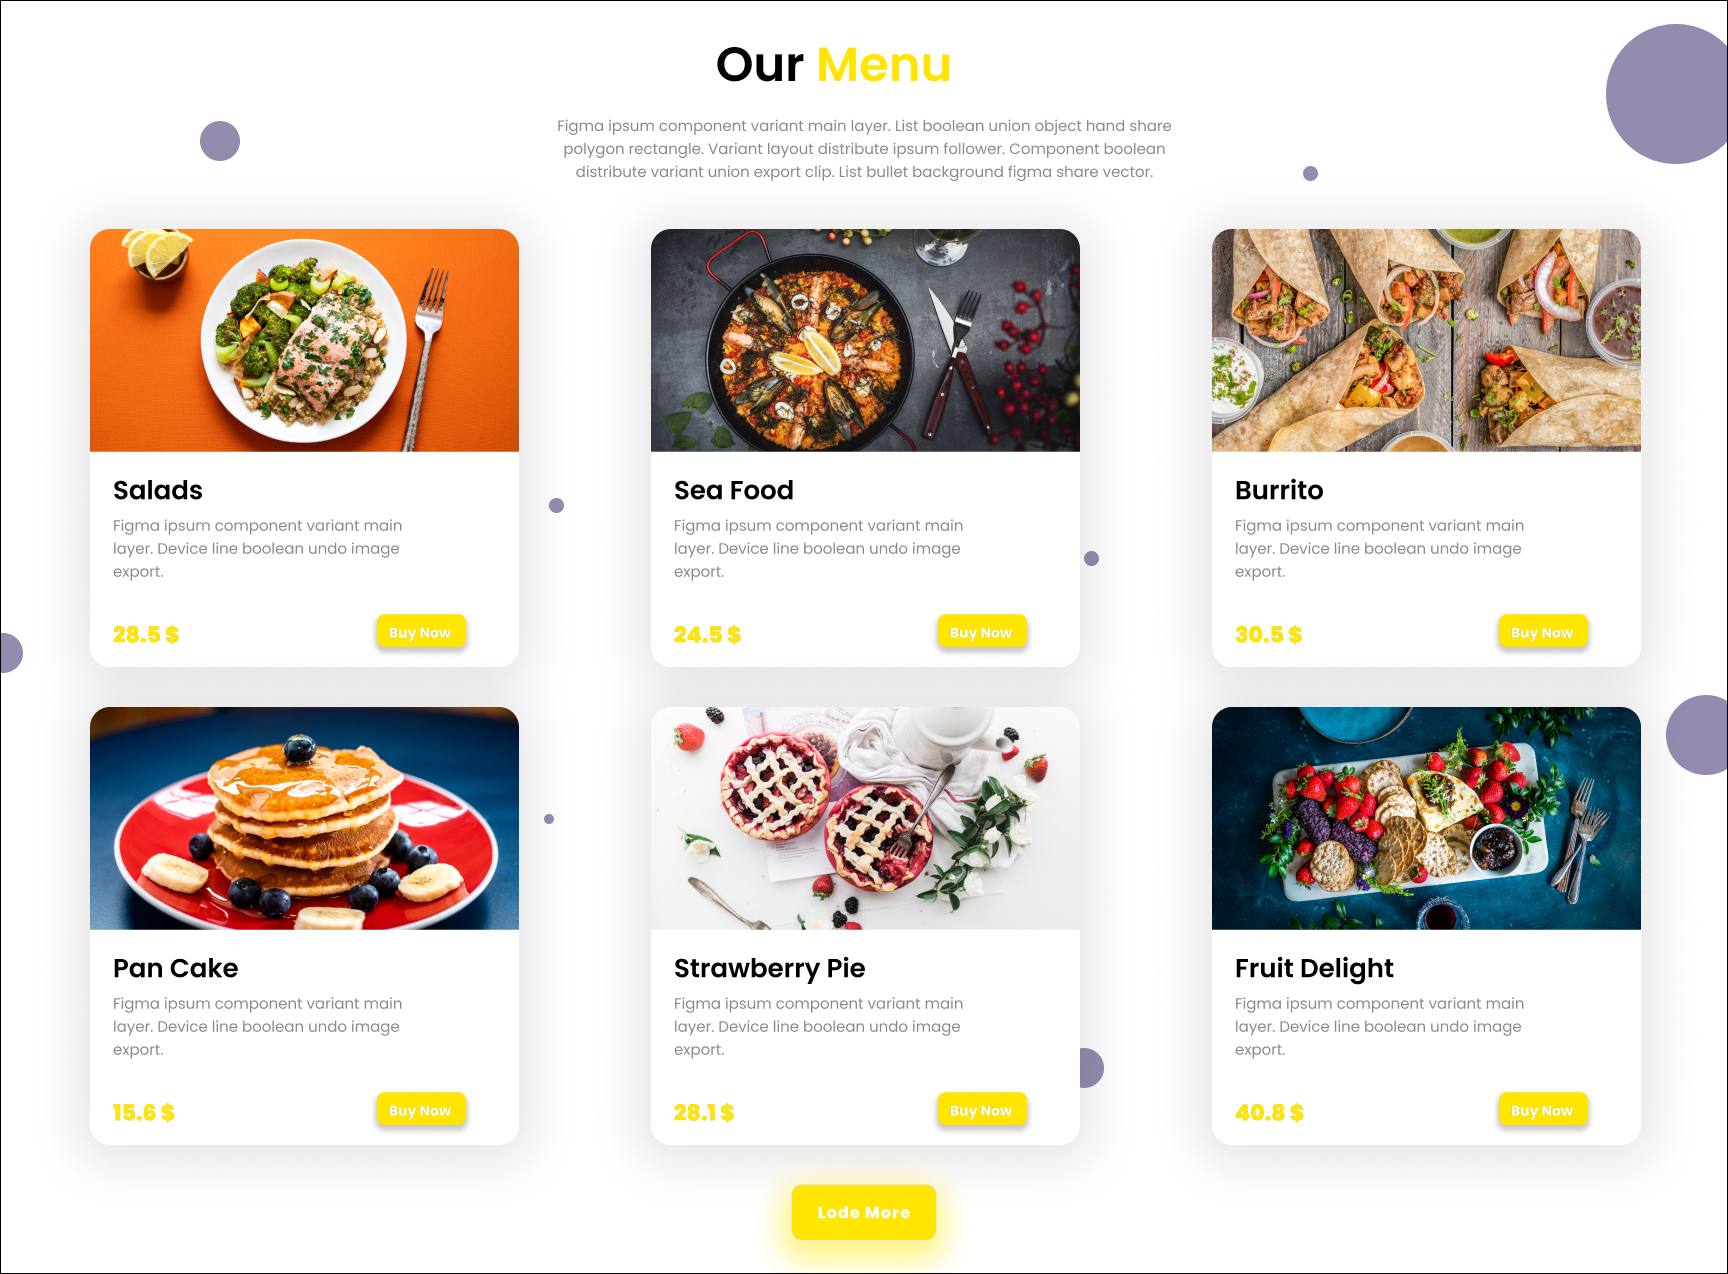 Our Menu
Figma ipsum component variant main layer. List boolean union object hand share
polygon rectangle. Variant layout distribute ipsum follower. Component boolean
distribute variant union export clip. List bullet background figma share vector.
Salads
Figma ipsum component variant main
layer. Device line boolean undo image
export.
28.5 $
Buy Now
Sea Food
Figma ipsum component variant main
layer. Device line boolean undo image
export.
24.5 $
Buy Now
Burrito
Figma ipsum component variant main
layer. Device line boolean undo image
export.
30.5 $
Buy Now
Pan Cake
Figma ipsum component variant main
layer. Device line boolean undo image
export.
15.6 $
Buy Now
Strawberry Pie
Figma ipsum component variant main
layer. Device line boolean undo image
export.
28.1 $
Buy Now
Fruit Delight
Figma ipsum component variant main
layer. Device line boolean undo image
export.
40.8 $
Buy Now
Lode More